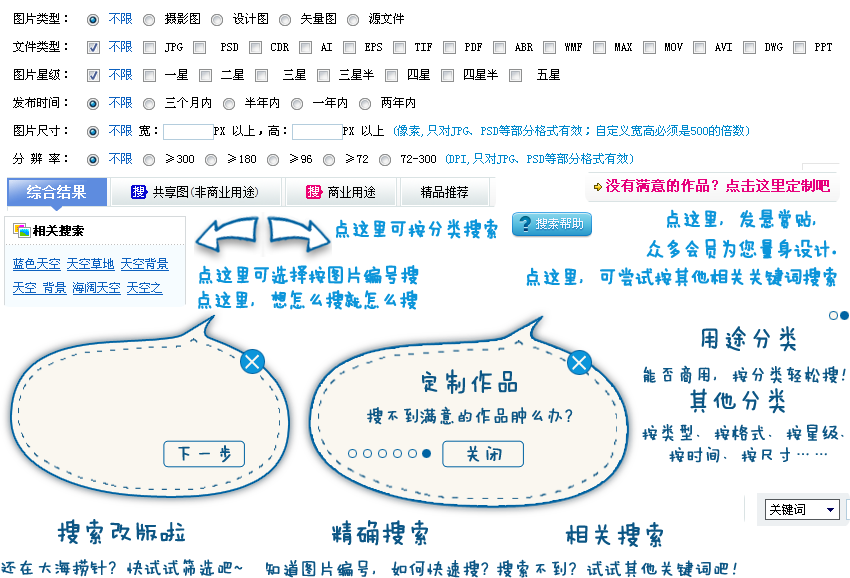 图片类型： 不限 摄影图 设计图 矢量图 源文件
文件类型： 不限 JPG PSD CDR AI EPS TIF PDF ABR WMF MAX MOV AVI DWG PPT
图片星级： 不限 一星 二星 三星 三星半 四星 四星半 五星
发布时间： 不限 三个月内 半年内 一年内 两年内
图片尺寸： 不限 宽： PX 以上，高： PX 以上 (像素,只对JPG、PSD等部分格式有效；自定义宽高必须是500的倍数)
分 辨 率： 不限 ≥300 ≥180 ≥96 ≥72 72-300 (DPI,只对JPG、PSD等部分格式有效)
综合结果 搜 共享图(非商业用途) 搜 商业用途 精品推荐 没有满意的作品？点击这里定制吧
相关搜索
蓝色天空 天空草地 天空背景
天空 背景 海阔天空 天空之
点这里可按分类搜索
? 搜索帮助
点这里，发悬赏贴，
众多会员为您量身设计.
点这里可选择按图片编号搜
点这里，想怎么搜就怎么搜
点这里，可尝试按其他相关关键词搜索
下一步
定制作品
搜不到满意的作品肿么办？
关闭
用途分类
能否商用，按分类轻松搜！
其他分类
按类型、按格式、按星级、
按时间、按尺寸……
关键词
搜索改版啦
还在大海捞针？快试试筛选吧~
精确搜索
知道图片编号，如何快速搜？
相关搜索
搜索不到？试试其他关键词吧！